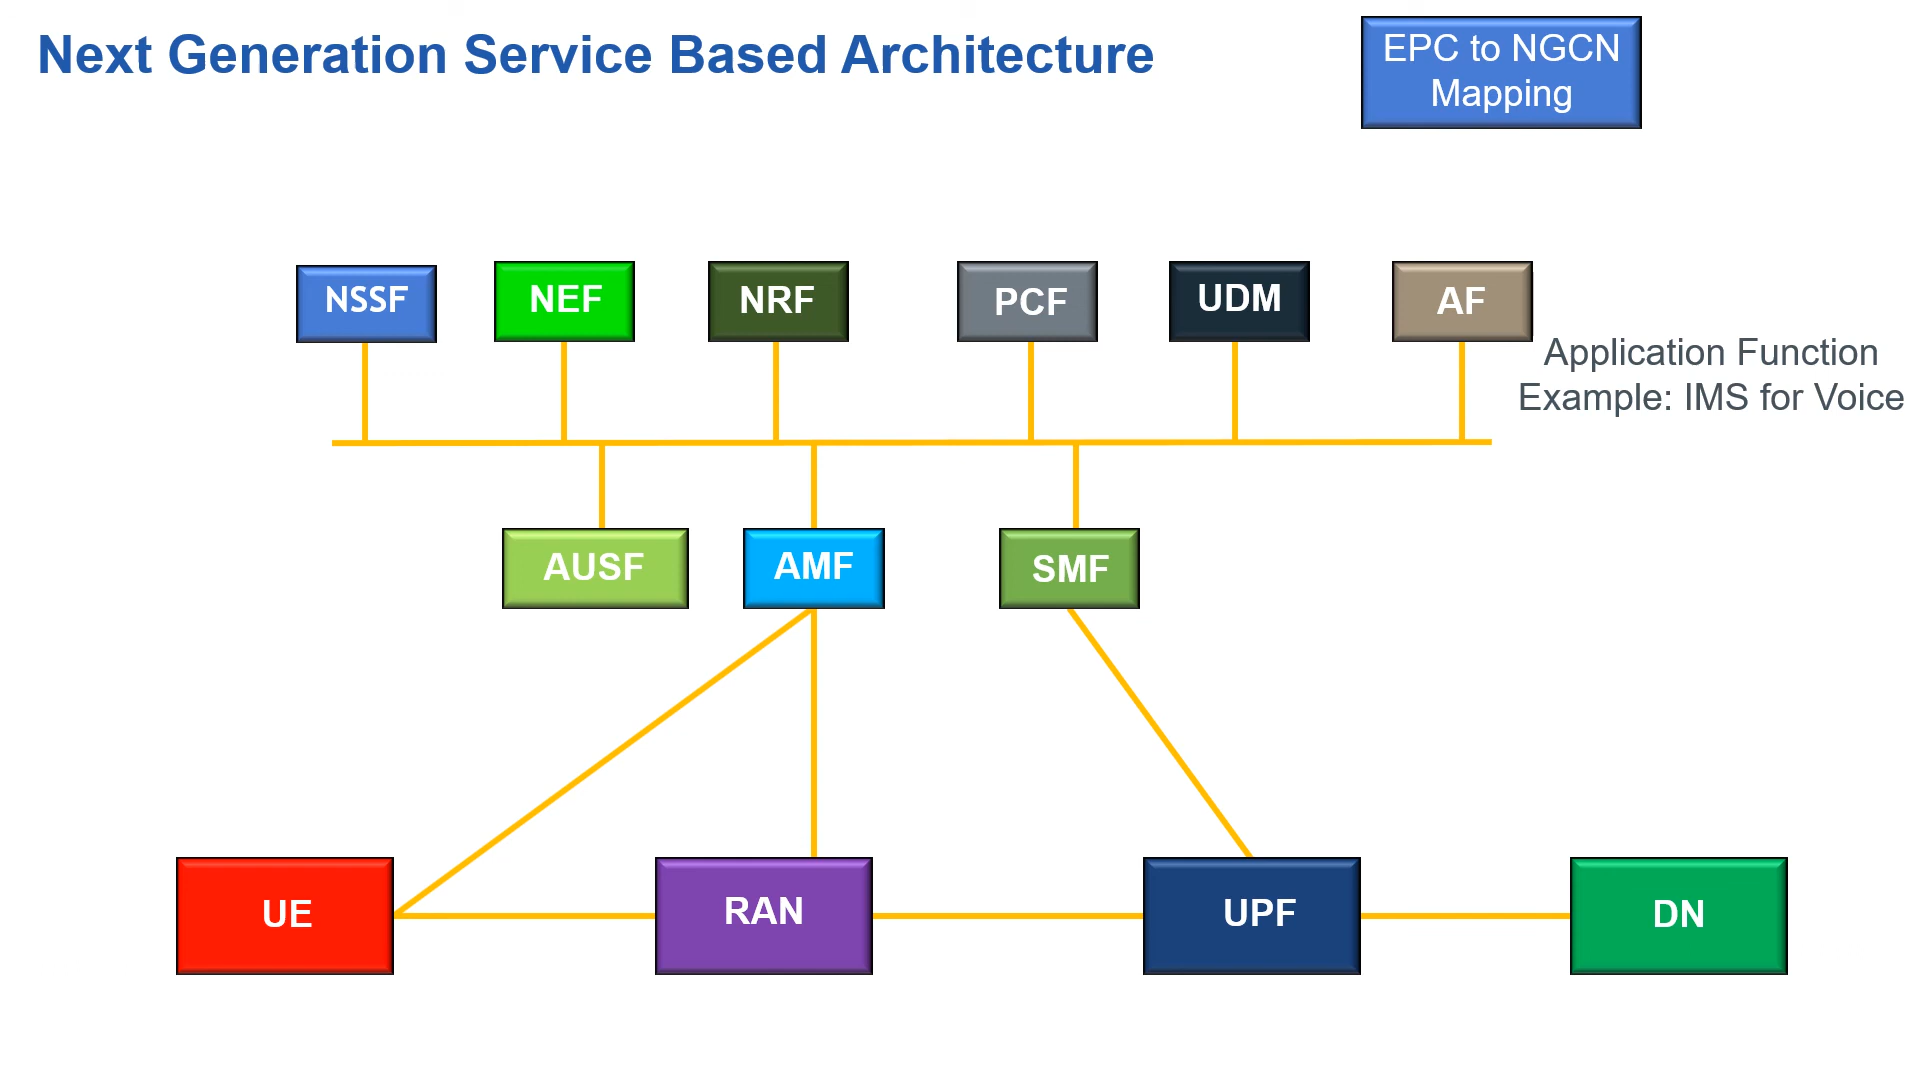 Next Generation Service Based Architecture
EPC to NGCN
Mapping
NSSF
NEF
NRF
PCF
UDM
AF
Application Function
Example: IMS for Voice
AUSF
AMF
SMF
UE
RAN
UPF
DN